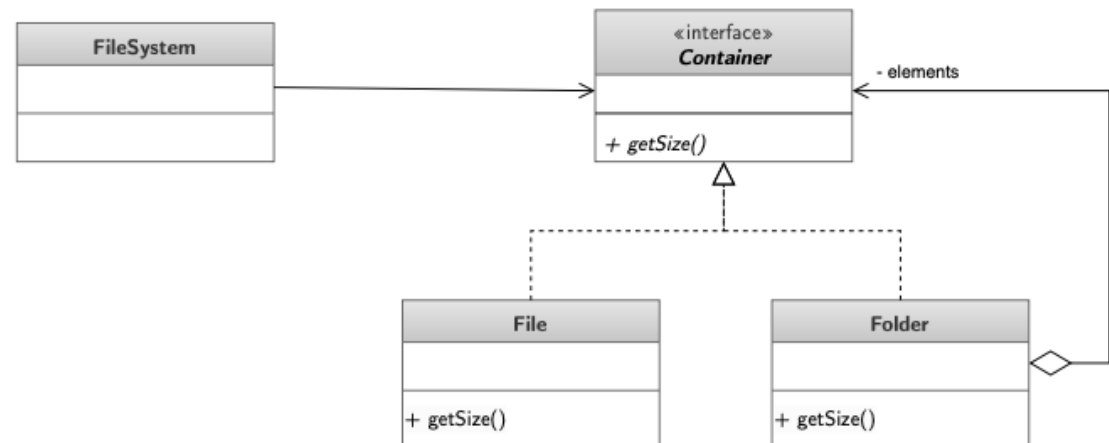 FileSystem
«interface»
Container
- elements
+ getSize()
File
Folder
+ getSize()
+ getSize()